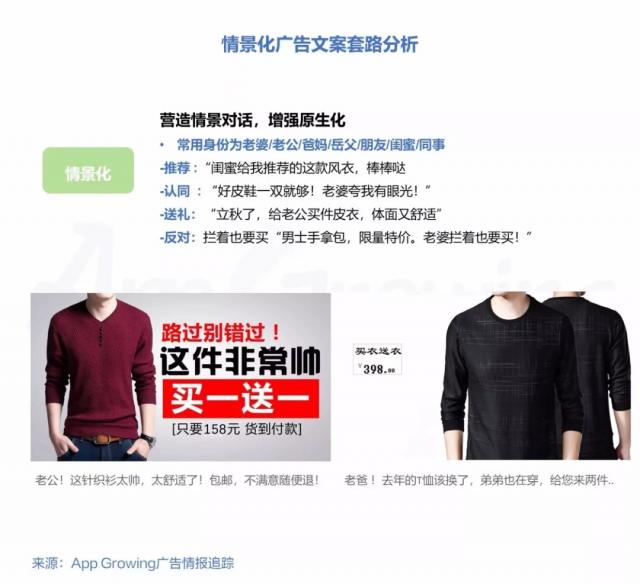 情景化广告文案套路分析
营造情景对话，增强原生化
• 常用身份为老婆/老公/爸妈/岳父/朋友/闺蜜/同事
情景化
-推荐：“闺蜜给我推荐的这款风衣，棒棒哒
-认同 ：“好皮鞋一双就够！老婆夸我有眼光！”
-送礼：“立秋了，给老公买件皮衣，体面又舒适”
-反对：拦着也要买 “男士手拿包，限量特价。老婆拦着也要买！”
路过别错过！
这件非常帅
买一送一
[只要158元 货到付款]
买衣送衣
¥398.00
老公！这针织衫太帅，太舒适了！包邮，不满意随便退！
老爸！去年的T恤该换了，弟弟也在穿，给您来两件..
来源：App Growing广告情报追踪